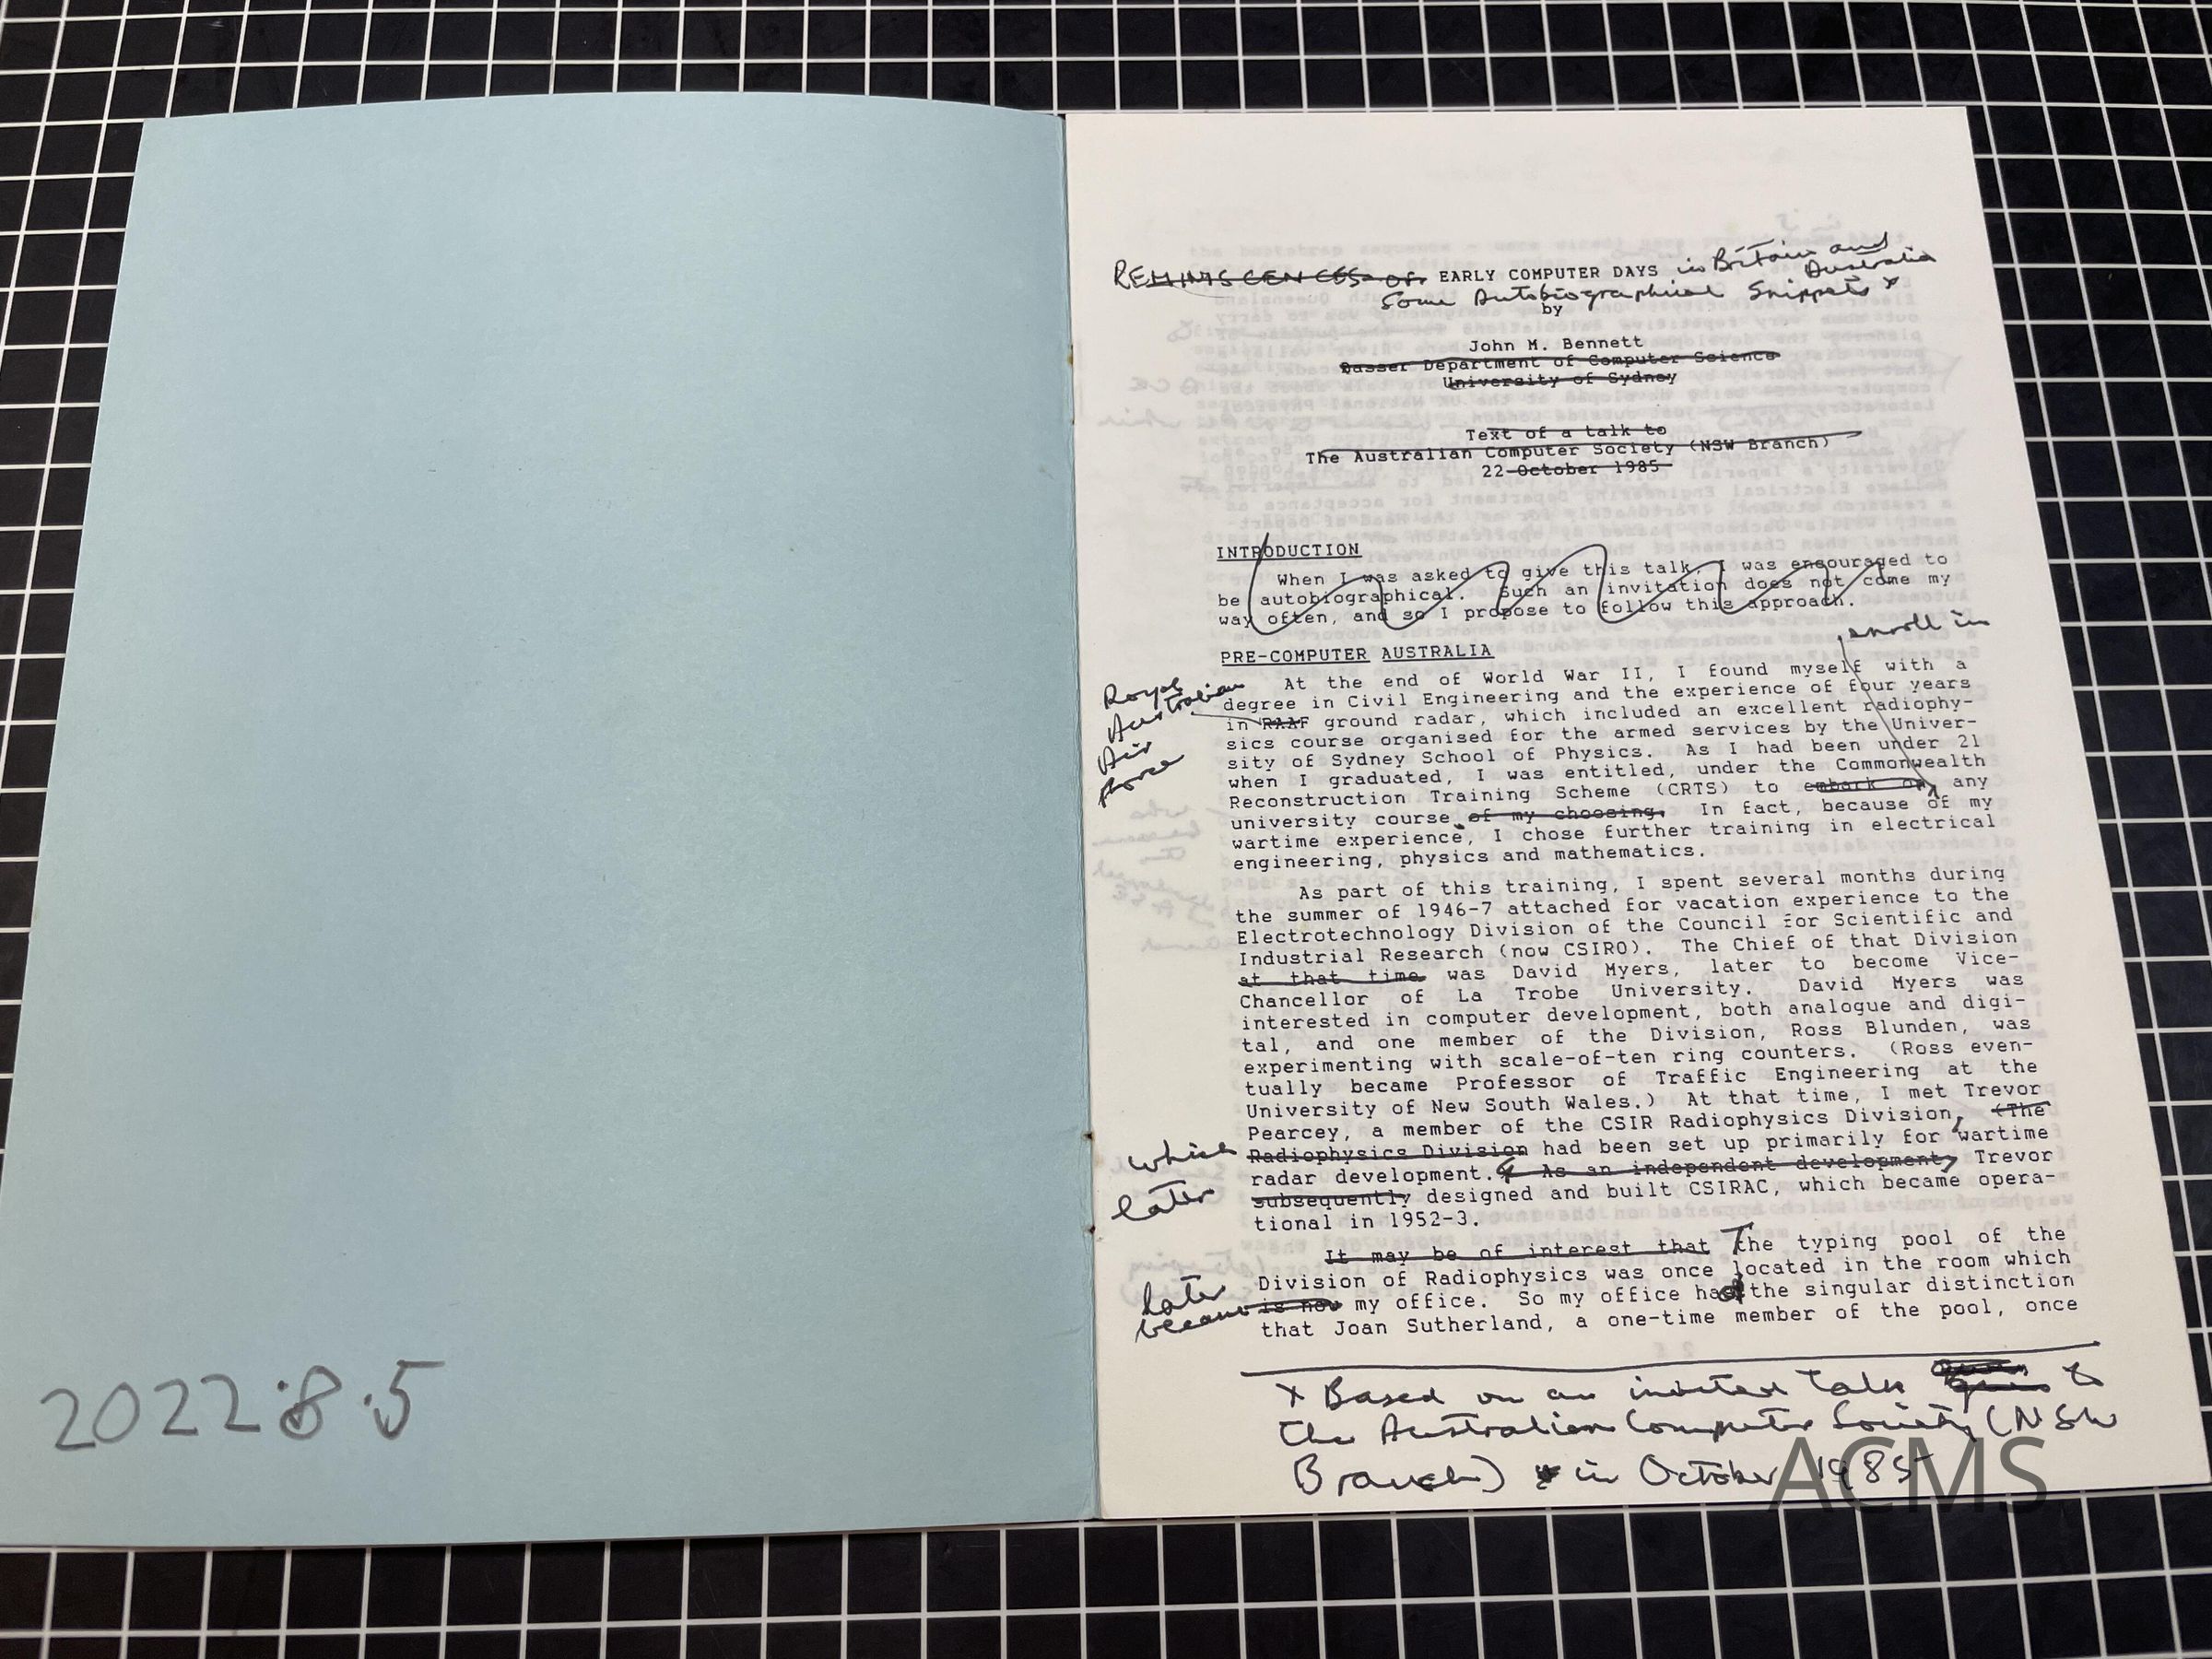 2022.8.5
REMINISCENCES OF EARLY COMPUTER DAYS in Britain and
Australia
Some Autobiographical Snippets x
by
John M. Bennett
Basser Department of Computer Science
University of Sydney
Text of a talk to
The Australian Computer Society (NSW Branch)
22 October 1985
INTRODUCTION
When I was asked to give this talk, I was encouraged to
be autobiographical. Such an invitation does not come my
way often, and so I propose to follow this approach.
enroll in
PRE-COMPUTER AUSTRALIA
At the end of World War II, I found myself with a
degree in Civil Engineering and the experience of four years
Royal
Australian
Air
Force
in RAAF ground radar, which included an excellent radiophy-
sics course organised for the armed services by the Univer-
sity of Sydney School of Physics. As I had been under 21
when I graduated, I was entitled, under the Commonwealth
Reconstruction Training Scheme (CRTS) to embark on any
university course of my choosing. In fact, because of my
wartime experience, I chose further training in electrical
engineering, physics and mathematics.
As part of this training, I spent several months during
the summer of 1946-7 attached for vacation experience to the
Electrotechnology Division of the Council for Scientific and
Industrial Research (now CSIRO). The Chief of that Division
at that time was David Myers, later to become Vice-
Chancellor of La Trobe University. David Myers was
interested in computer development, both analogue and digi-
tal, and one member of the Division, Ross Blunden, was
experimenting with scale-of-ten ring counters. (Ross even-
tually became Professor of Traffic Engineering at the
University of New South Wales.) At that time, I met Trevor
Pearcey, a member of the CSIR Radiophysics Division, (The
which Radiophysics Division had been set up primarily for wartime
radar development. As an independent development, Trevor
later subsequently designed and built CSIRAC, which became opera-
tional in 1952-3.
It may be of interest that The typing pool of the
Division of Radiophysics was once located in the room which
later
became is now my office. So my office had the singular distinction
that Joan Sutherland, a one-time member of the pool, once
x Based on an invited talk to
the Australian Computer Society (NSW
Branch) in October 1985
ACMS